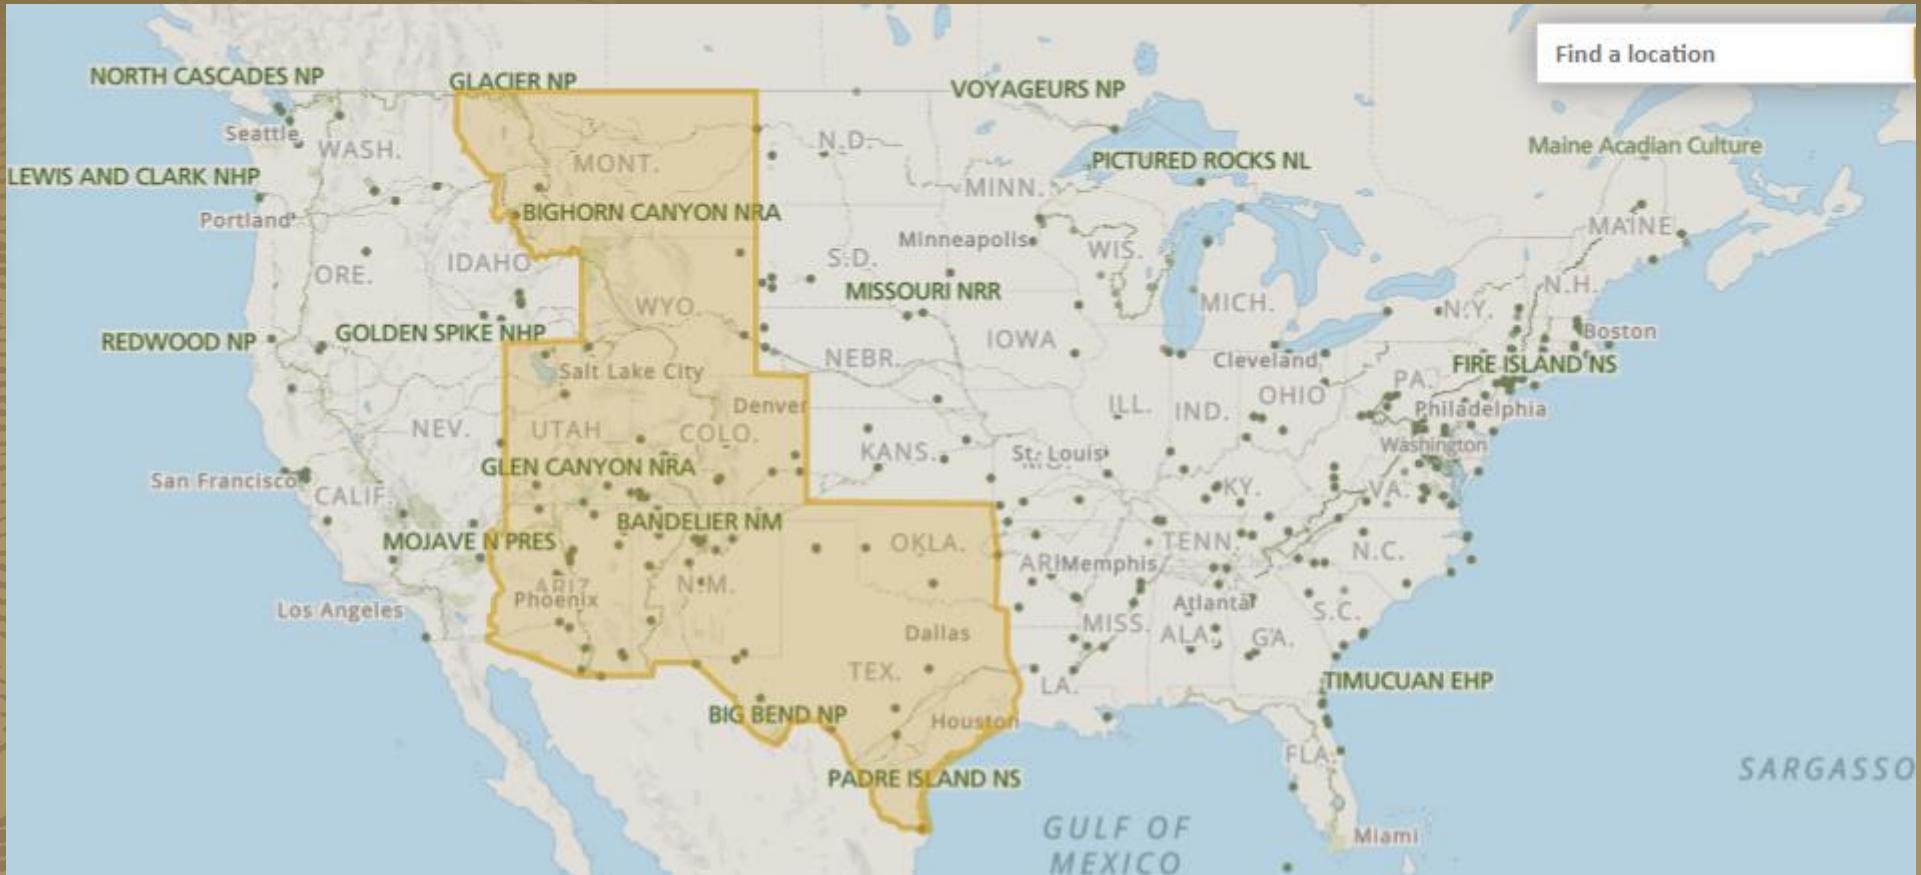 Find a location
NORTH CASCADES NP
GLACIER NP
VOYAGEURS NP
Seattle
WASH.
MONT.
N.D.
Maine Acadian Culture
LEWIS AND CLARK NHP
PICTURED ROCKS NL
MINN.
Portland
BIGHORN CANYON NRA
MAINE
Minneapolis
WIS.
IDAHO
ORE.
S.D.
N.H.
MISSOURI NRR
WYO.
MICH.
N.Y.
REDWOOD NP
GOLDEN SPIKE NHP
IOWA
Boston
NEBR.
Cleveland
FIRE ISLAND NS
Salt Lake City
PA.
OHIO
Denver
ILL.
IND.
Philadelphia
NEV.
UTAH
COLO.
KANS.
St. Louis
Washington
GLEN CANYON NRA
San Francisco
CALIF.
KY.
VA.
BANDELIER NM
MOJAVE N PRES
OKLA.
TENN.
N.C.
Memphis
ARIZ.
N.M.
Phoenix
Los Angeles
Atlanta
S.C.
MISS.
ALA.
GA.
Dallas
TEX.
LA.
TIMUCUAN EHP
BIG BEND NP
Houston
FLA.
PADRE ISLAND NS
SARGASSO
GULF OF
MEXICO
Miami